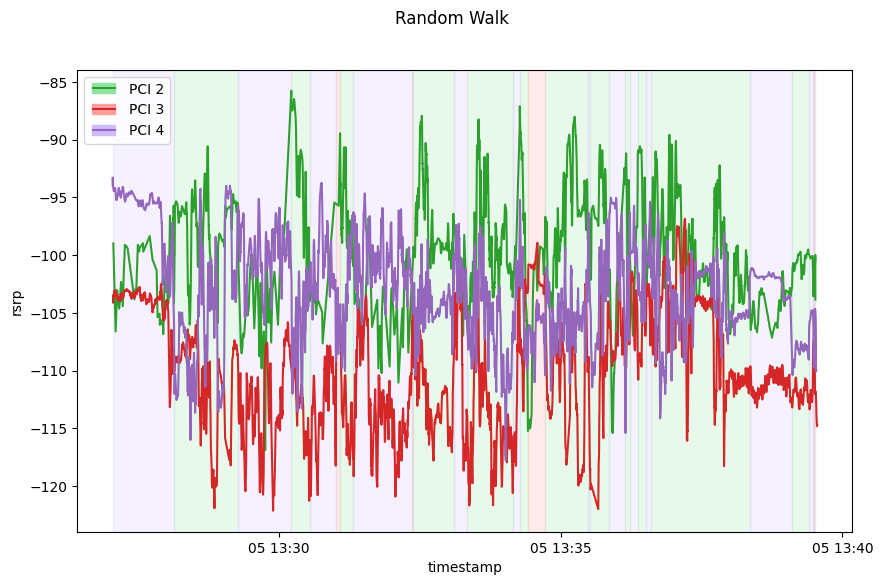 Random Walk
−85
−90
−95
−100
−105
−110
−115
−120
rsrp
PCI 2
PCI 3
PCI 4
05 13:30
05 13:35
05 13:40
timestamp